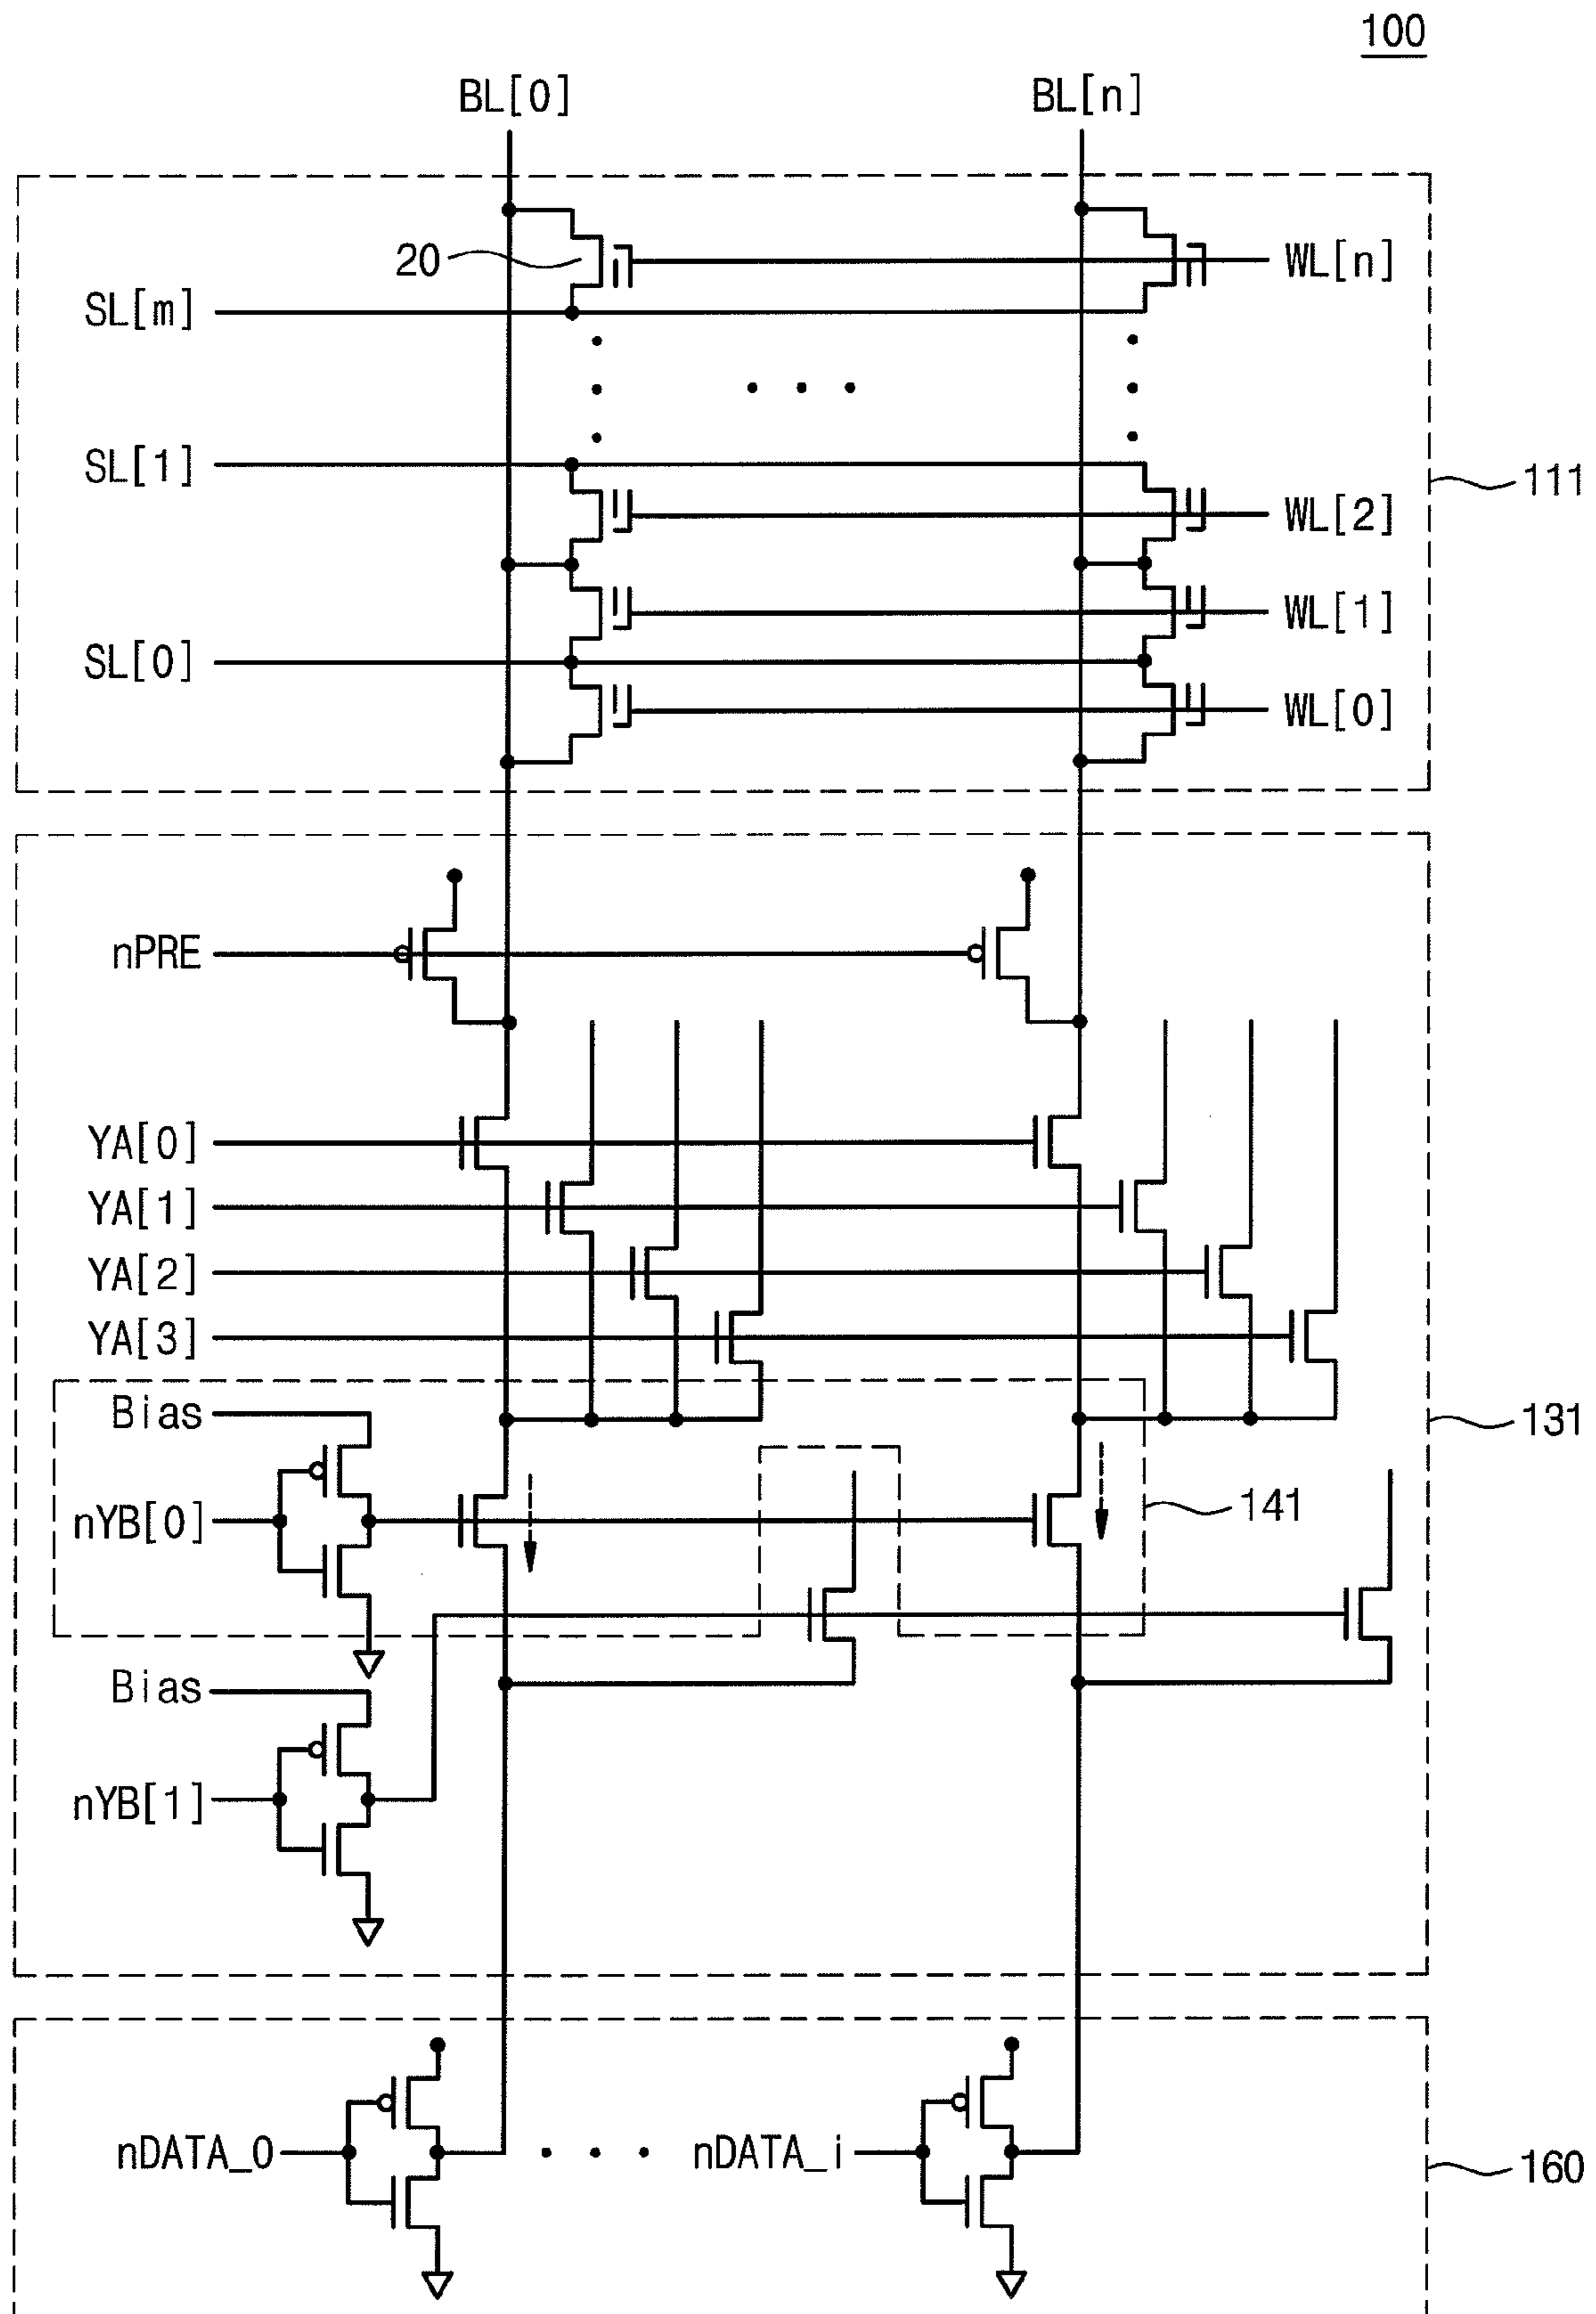 100
BL[0] BL[n]
20 WL[n]
SL[m]
SL[1]
111
WL[2]
WL[1]
SL[0]
WL[0]
nPRE
YA[0]
YA[1]
YA[2]
YA[3]
Bias
131
nYB[0] 141
Bias
nYB[1]
nDATA_0 nDATA_i
160